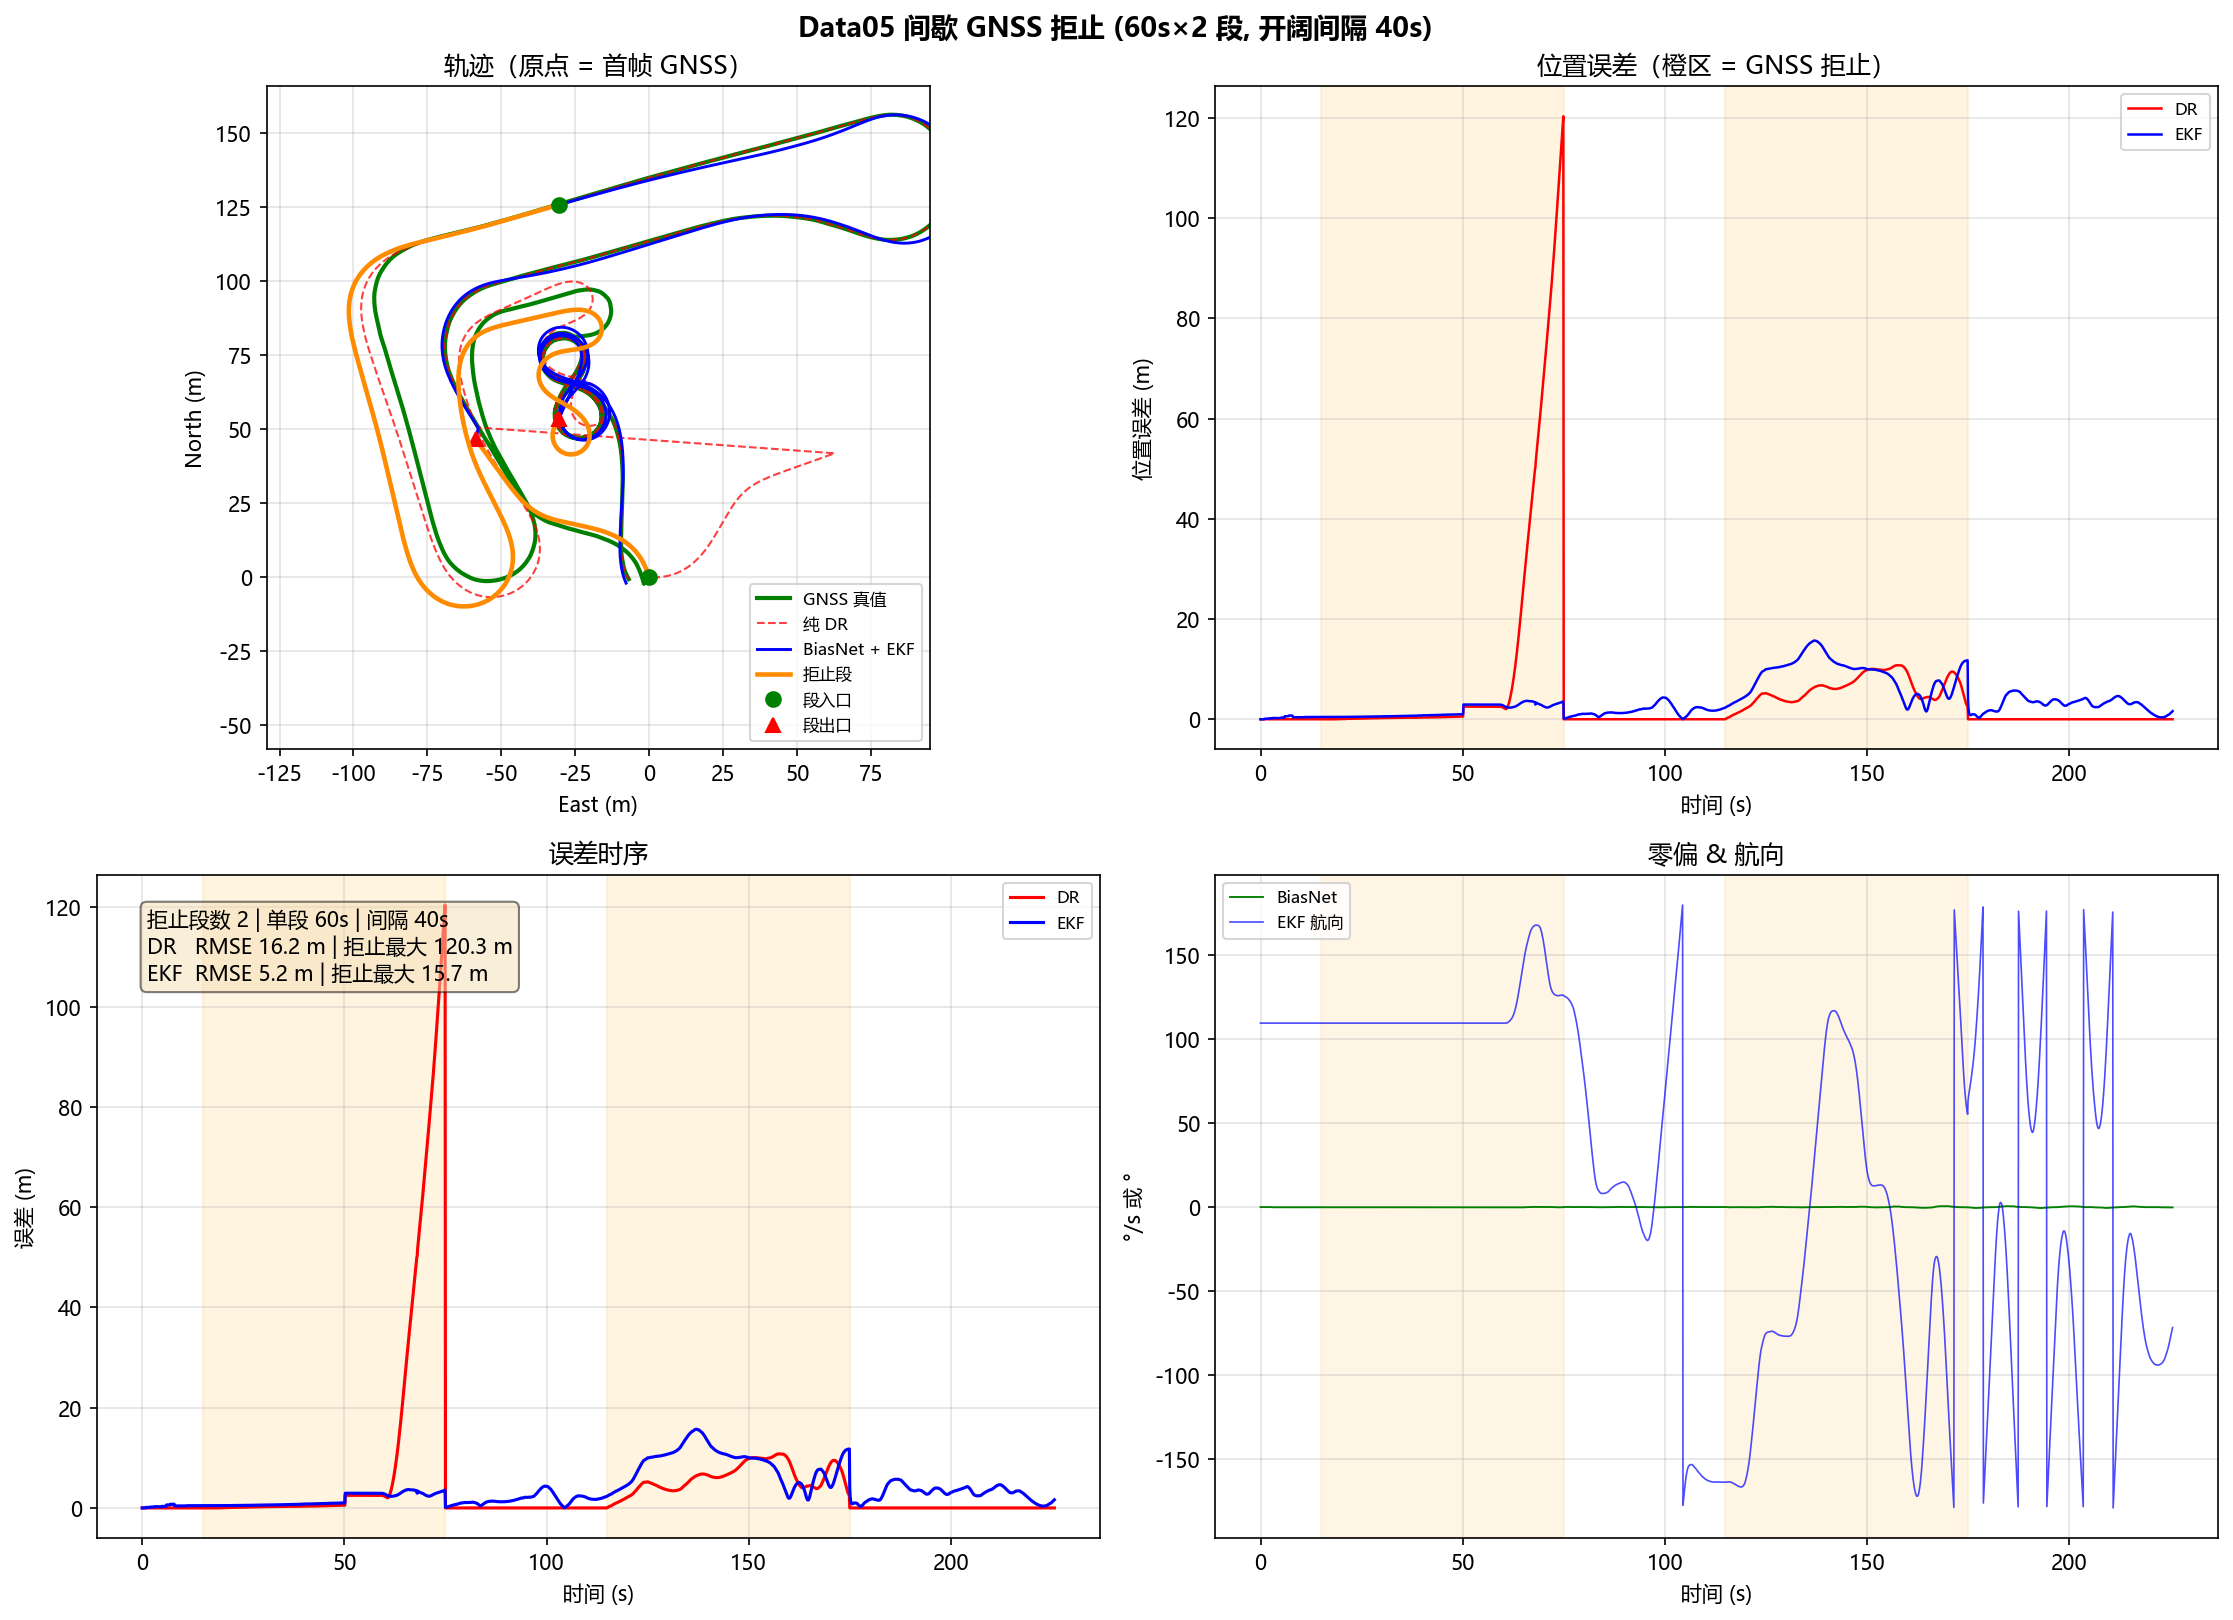 Data05 间歇 GNSS 拒止 (60s×2 段, 开阔间隔 40s)
轨迹（原点 = 首帧 GNSS）
150
125
100
75
50
25
0
-25
-50
North (m)
-125
-100
-75
-50
-25
0
25
50
75
East (m)
GNSS 真值
纯 DR
BiasNet + EKF
拒止段
段入口
段出口
位置误差（橙区 = GNSS 拒止）
120
100
80
60
40
20
0
位置误差 (m)
0
50
100
150
200
时间 (s)
DR
EKF
误差时序
120
100
80
60
40
20
0
误差 (m)
0
50
100
150
200
时间 (s)
拒止段数 2 | 单段 60s | 间隔 40s
DR RMSE 16.2 m | 拒止最大 120.3 m
EKF RMSE 5.2 m | 拒止最大 15.7 m
DR
EKF
零偏 & 航向
150
100
50
0
-50
-100
-150
°/s 或 °
0
50
100
150
200
时间 (s)
BiasNet
EKF 航向